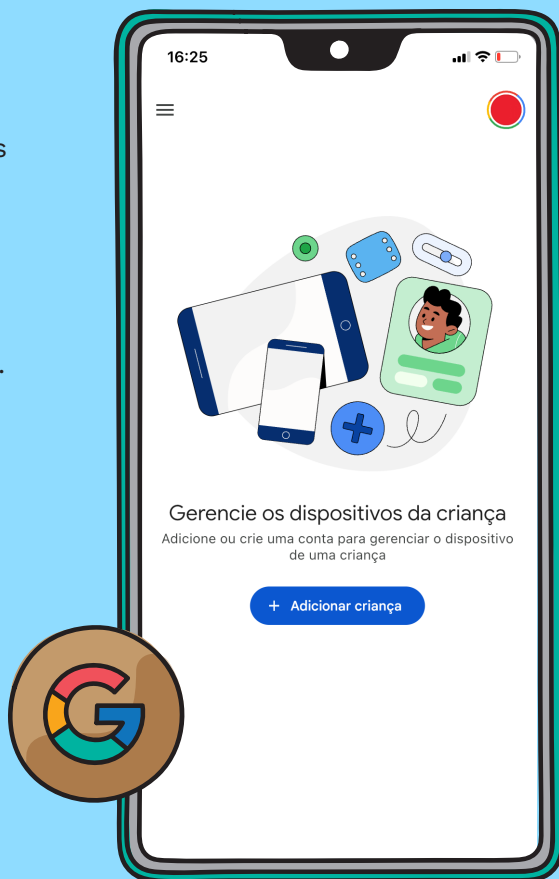 16:25
s
.
Gerencie os dispositivos da criança
Adicione ou crie uma conta para gerenciar o dispositivo
de uma criança
+ Adicionar criança
G